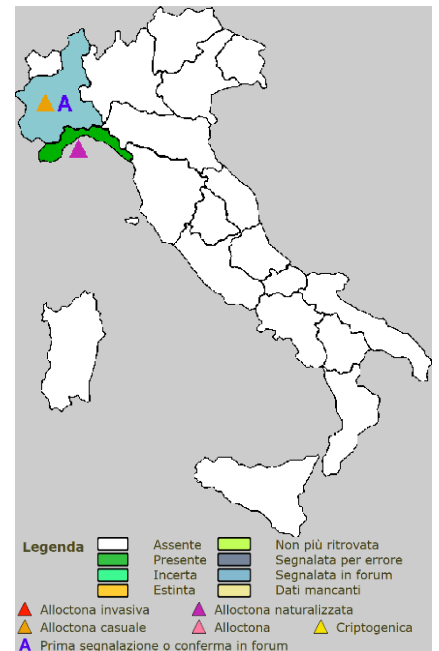 A
Legenda
Assente Non più ritrovata
Presente Segnalata per errore
Incerta Segnalata in forum
Estinta Dati mancanti
Alloctona invasiva Alloctona naturalizzata
Alloctona casuale Alloctona Criptogenica
A Prima segnalazione o conferma in forum